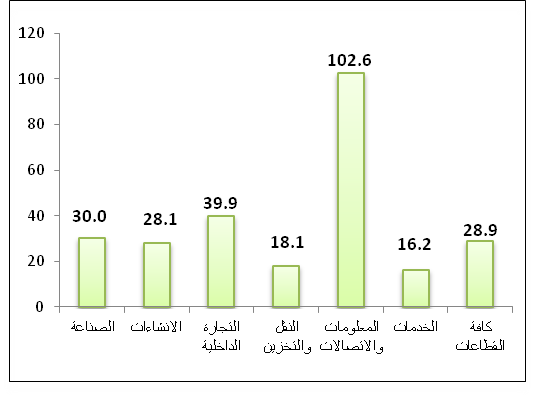 120
100
80
60
40
20
0
30.0
28.1
39.9
18.1
102.6
16.2
28.9
الصناعة
الانشاءات
التجارة
الداخلية
النقل
والتخزين
المعلومات
والاتصالات
الخدمات
كافة
القطاعات